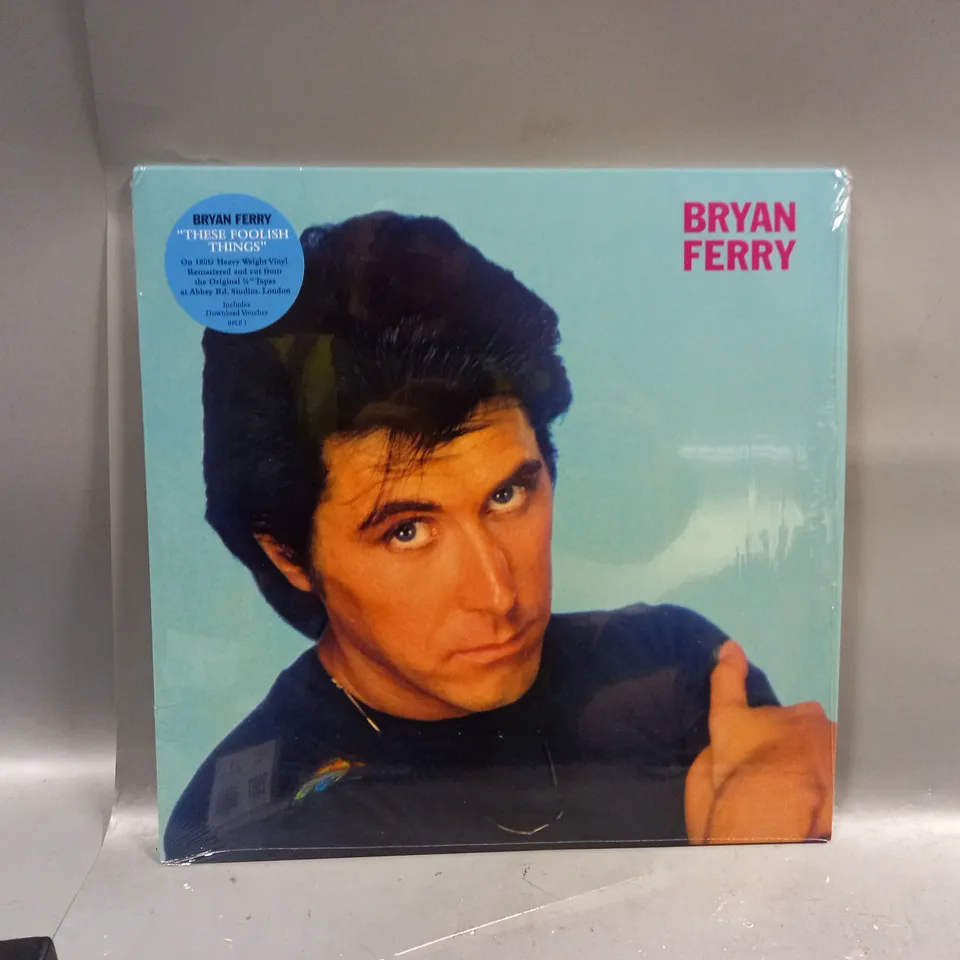 BRYAN FERRY
"THESE FOOLISH
THINGS"
On 180G Heavy Weight Vinyl
Remastered and cut from
the Original ¼" Tapes
at Abbey Rd. Studios. London
Includes
Download Voucher
BRYAN
FERRY